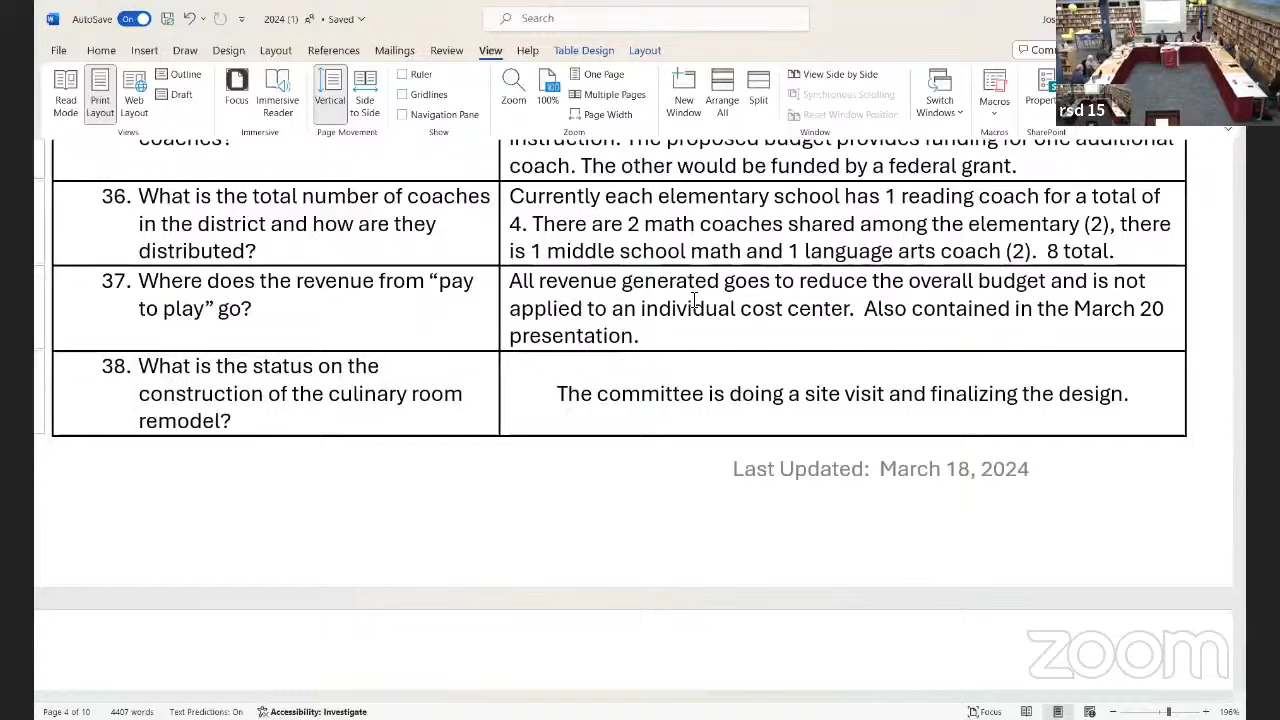 AutoSave On 2024 (1) • Saved Search Jos
File Home Insert Draw Design Layout References Mailings Review View Help Table Design Layout
Read Mode Print Layout Web Layout Outline Draft Views
Focus Immersive Reader Immersive
Vertical Side to Side Page Movement
Ruler Gridlines Navigation Pane Show
Zoom 100% One Page Multiple Pages Page Width Zoom
New Window Arrange All Split View Side by Side Synchronous Scrolling Reset Window Position Switch Windows Window
Macros Macros
SharePoint
rsd 15
coaches?
instruction. The proposed budget provides funding for one additional
coach. The other would be funded by a federal grant.
36. What is the total number of coaches
in the district and how are they
distributed?
Currently each elementary school has 1 reading coach for a total of
4. There are 2 math coaches shared among the elementary (2), there
is 1 middle school math and 1 language arts coach (2). 8 total.
37. Where does the revenue from “pay
to play” go?
All revenue generated goes to reduce the overall budget and is not
applied to an individual cost center. Also contained in the March 20
presentation.
38. What is the status on the
construction of the culinary room
remodel?
The committee is doing a site visit and finalizing the design.
Last Updated: March 18, 2024
zoom
Page 4 of 10 4407 words Text Predictions: On Accessibility: Investigate Focus 196%